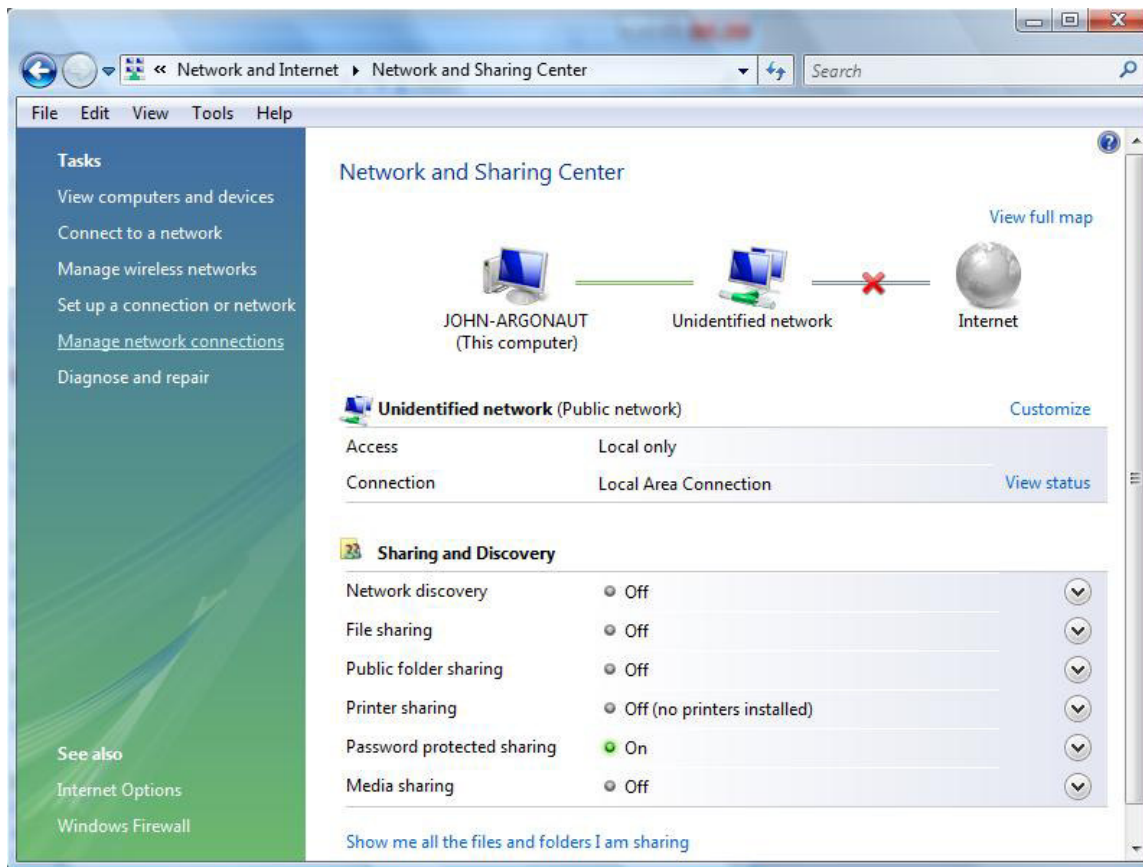 « Network and Internet ▸ Network and Sharing Center
Search
File Edit View Tools Help
Tasks
View computers and devices
Connect to a network
Manage wireless networks
Set up a connection or network
Manage network connections
Diagnose and repair
See also
Internet Options
Windows Firewall
Network and Sharing Center
View full map
JOHN-ARGONAUT
(This computer)
Unidentified network
Internet
Unidentified network (Public network)
Customize
Access Local only
Connection Local Area Connection View status
Sharing and Discovery
Network discovery Off
File sharing Off
Public folder sharing Off
Printer sharing Off (no printers installed)
Password protected sharing On
Media sharing Off
Show me all the files and folders I am sharing